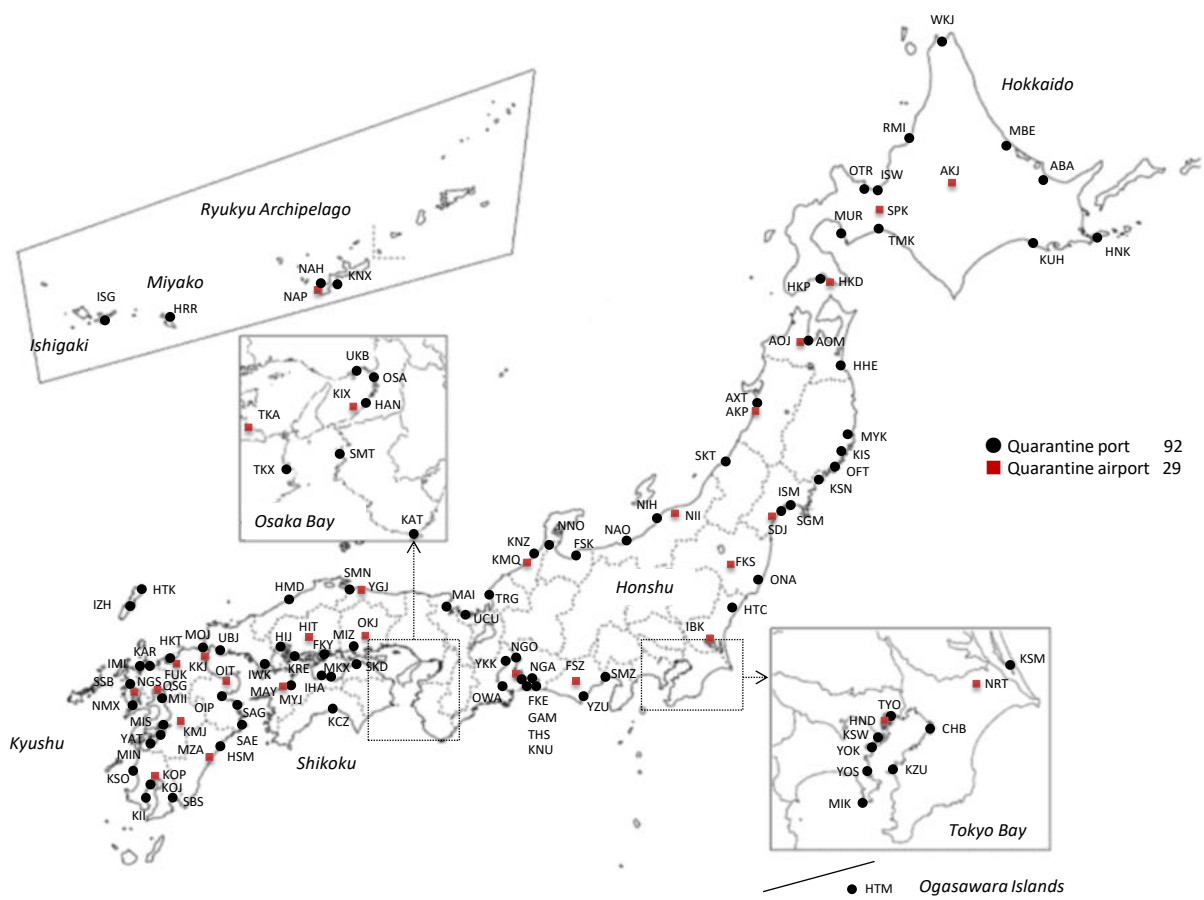 WKJ
Hokkaido
RMI
MBE
OTR
ISW
AKJ
ABA
SPK
MUR
TMK
HNK
KUH
HKP
HKD
Ryukyu Archipelago
Miyako
NAH
KNX
NAP
ISG
HRR
Ishigaki
AOJ
AOM
HHE
UKB
OSA
KIX
HAN
TKA
SMT
TKX
KAT
Osaka Bay
AXT
AKP
MYK
KIS
OFT
KSN
SKT
Quarantine port 92
Quarantine airport 29
ISM
SGM
SDJ
NIH
NII
NNO
NAO
KNZ
FSK
KMQ
FKS
ONA
Honshu
HTC
IBK
HTK
IZH
SMN
YGJ
HMD
MAI
TRG
UCU
HIT
OKJ
MOJ
UBJ
HIJ
FKY
MIZ
HKT
KAR
IMI
KKJ
IWK
KRE
MKX
SKD
FUK
OIT
IHA
SSB
NGS
QSG
MAY
MYJ
MII
NMX
OIP
SAG
KCZ
MIS
YAT
KMJ
SAE
MIN
MZA
HSM
Kyushu
Shikoku
KSO
KOP
KOJ
KII
SBS
NGO
YKK
NGA
FSZ
SMZ
OWA
FKE
YZU
GAM
THS
KNU
KSM
NRT
TYO
HND
KSW
CHB
YOK
YOS
KZU
MIK
Tokyo Bay
HTM
Ogasawara Islands